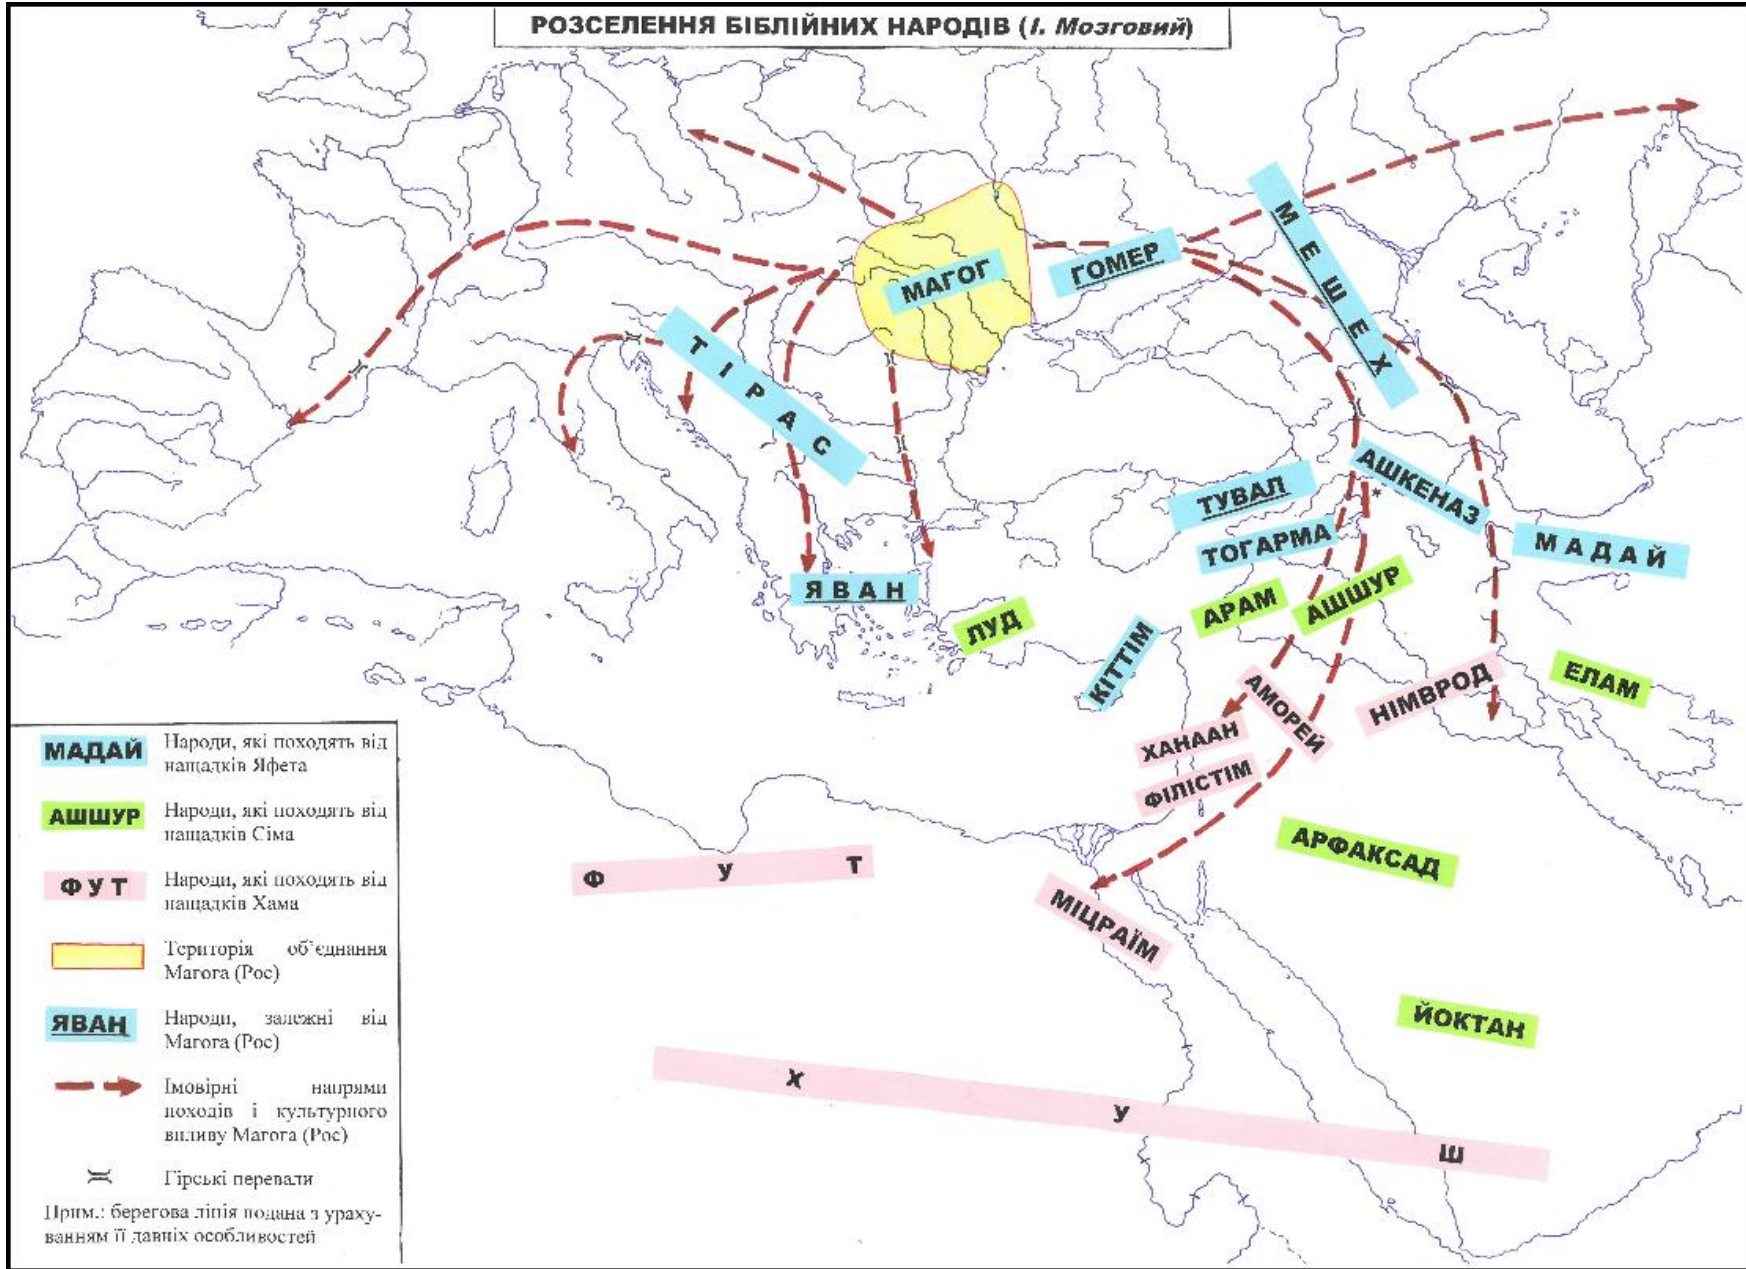 РОЗСЕЛЕННЯ БІБЛІЙНИХ НАРОДІВ (І. Мозговий)
МЕШЕХ
ГОМЕР
МАГОГ
ТІРАС
АШКЕНАЗ
*
ТУВАЛ
ТОГАРМА
МАДАЙ
ЯВАН
ЛУД
АРАМ
АШШУР
КІТТІМ
ЕЛАМ
НІМВРОД
АМОРЕЙ
ХАНААН
ФІЛІСТІМ
АРФАКСАД
ФУТ
МІЦРАЇМ
ЙОКТАН
ХУШ
МАДАЙ
Народи, які походять від
нащадків Яфета
АШШУР
Народи, які походять від
нащадків Сіма
ФУТ
Народи, які походять від
нащадків Хама
Територія об’єднання
Магога (Рос)
ЯВАН
Народи, залежні від
Магога (Рос)
Імовірні напрями
походів і культурного
впливу Магога (Рос)
Гірські перевали
Прим.: берегова лінія подана з ураху-
ванням її давніх особливостей